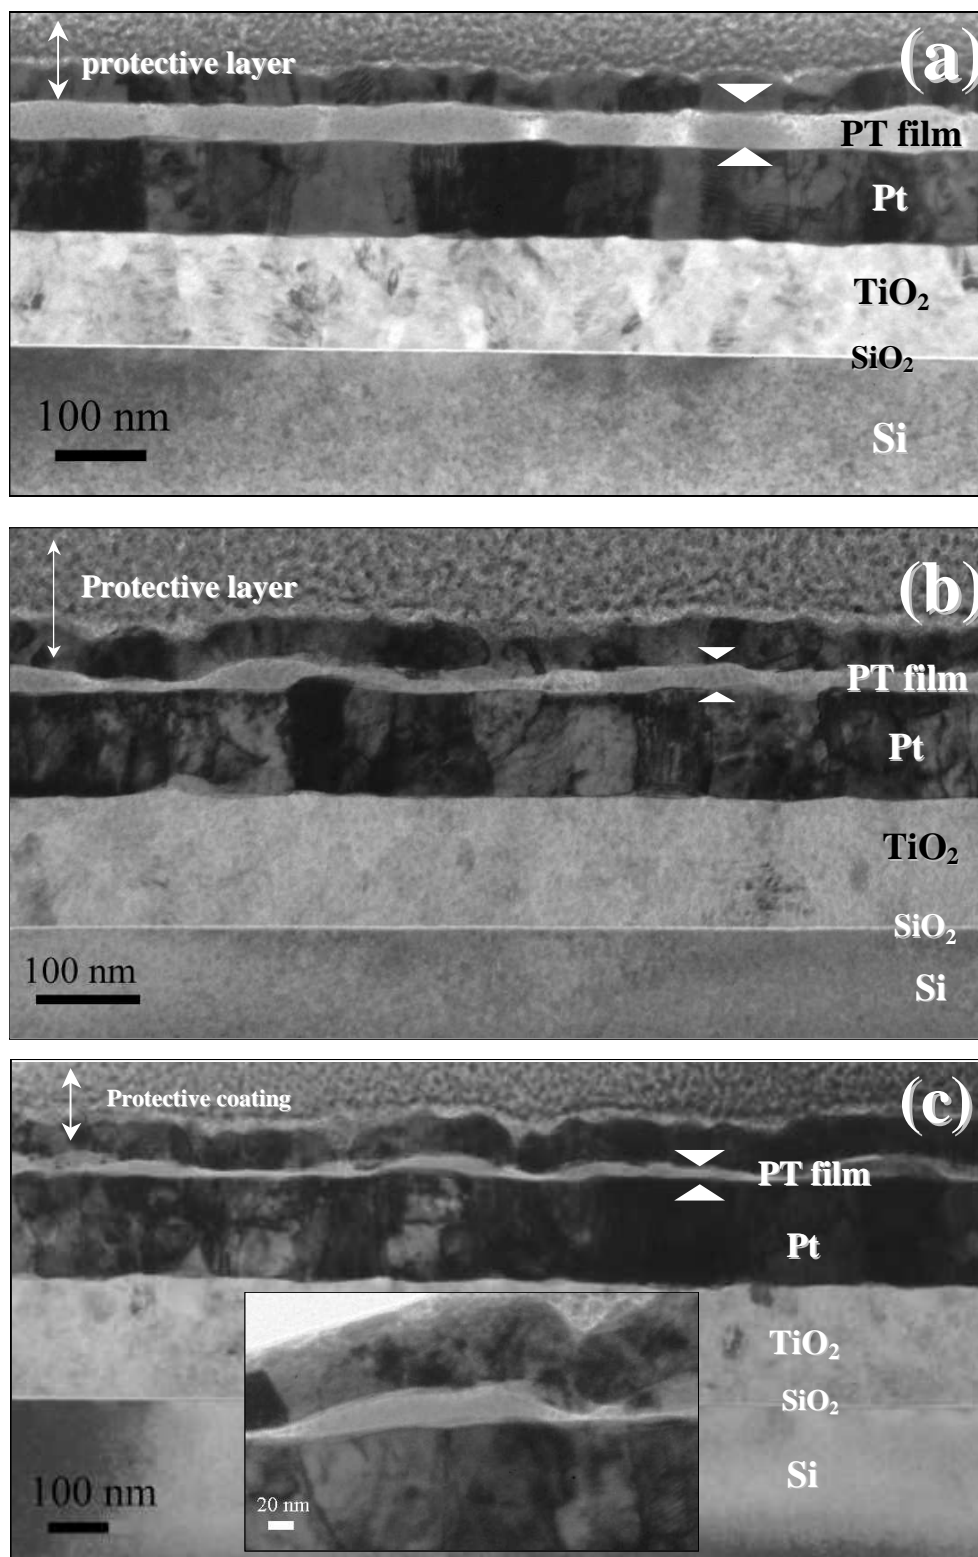 (a)
protective layer
PT film
Pt
TiO₂
SiO₂
100 nm
Si
(b)
Protective layer
PT film
Pt
TiO₂
SiO₂
100 nm
Si
(c)
Protective coating
PT film
Pt
TiO₂
SiO₂
Si
100 nm
20 nm